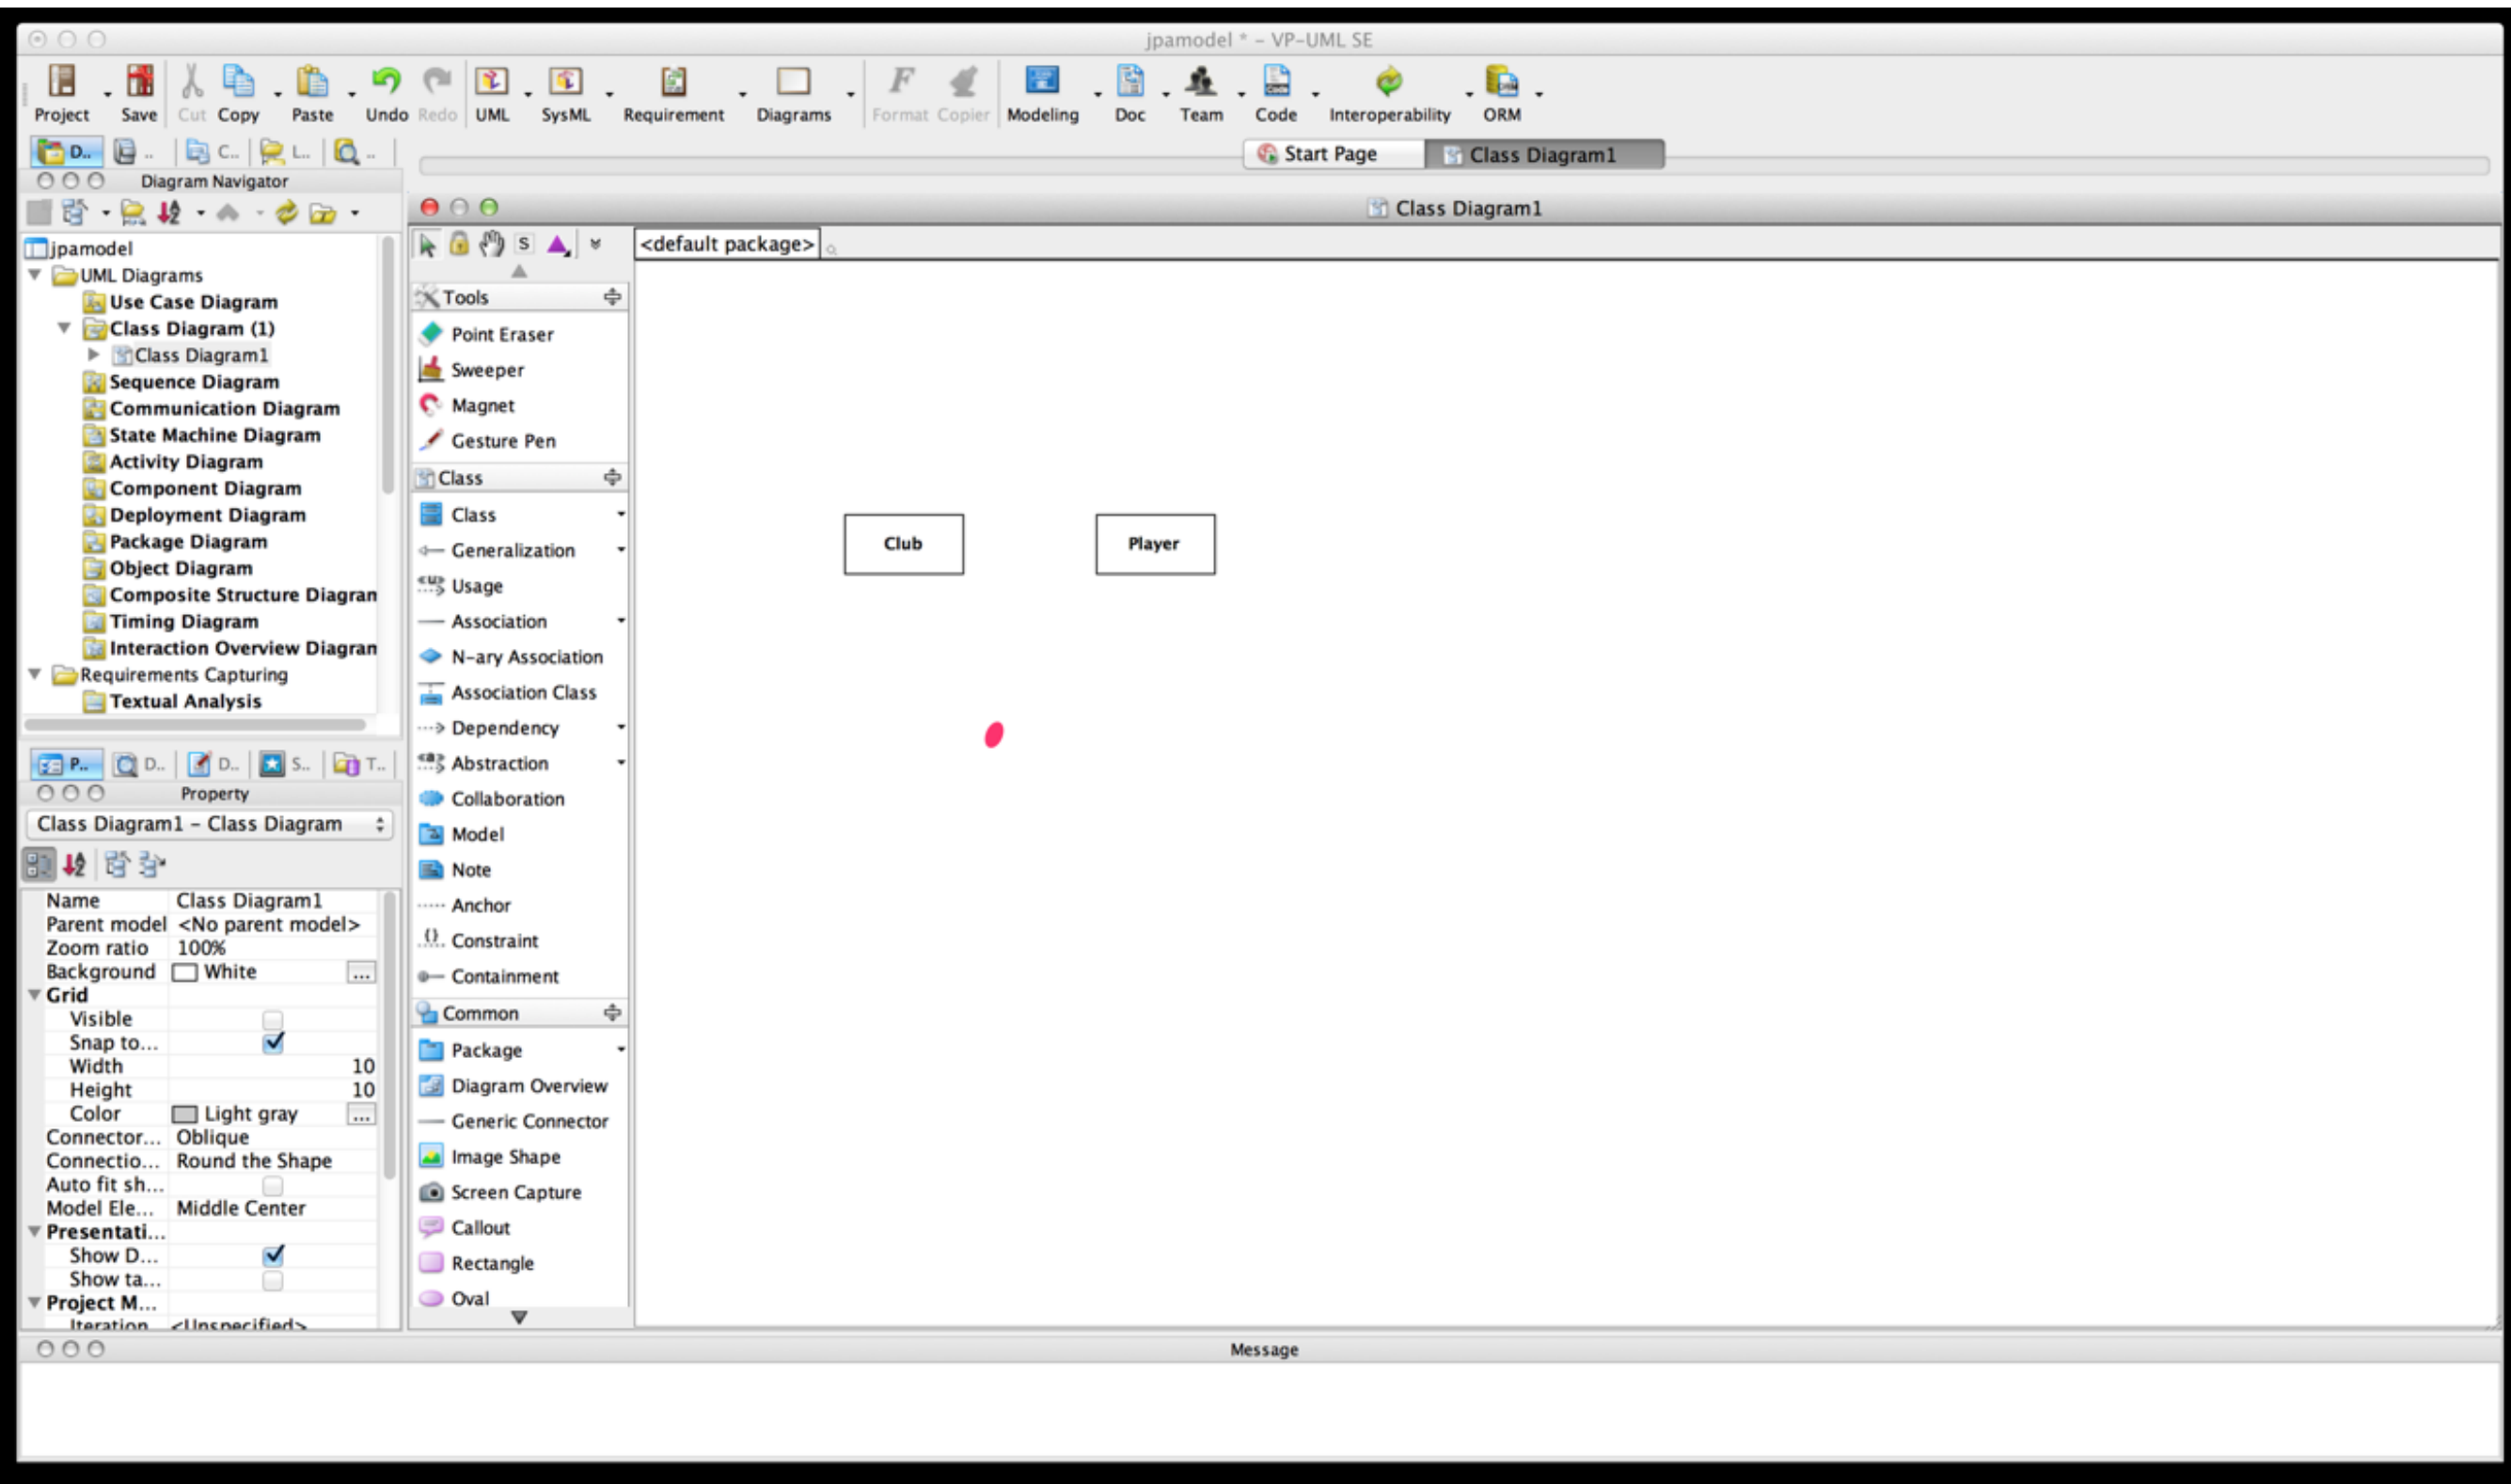 jpamodel * - VP-UML SE
Project Save Cut Copy Paste Undo Redo UML SysML Requirement Diagrams Format Copier Modeling Doc Team Code Interoperability ORM
D.. .. C.. L.. ..
Start Page Class Diagram1
Diagram Navigator
Class Diagram1
jpamodel
UML Diagrams
Use Case Diagram
Class Diagram (1)
Class Diagram1
Sequence Diagram
Communication Diagram
State Machine Diagram
Activity Diagram
Component Diagram
Deployment Diagram
Package Diagram
Object Diagram
Composite Structure Diagran
Timing Diagram
Interaction Overview Diagran
Requirements Capturing
Textual Analysis
P.. D.. D.. S.. T..
Property
Class Diagram1 - Class Diagram
Name Class Diagram1
Parent model <No parent model>
Zoom ratio 100%
Background White ...
Grid
Visible
Snap to...
Width 10
Height 10
Color Light gray ...
Connector... Oblique
Connectio... Round the Shape
Auto fit sh...
Model Ele... Middle Center
Presentati...
Show D...
Show ta...
Project M...
Iteration <Unspecified>
S
<default package>
Tools
Point Eraser
Sweeper
Magnet
Gesture Pen
Class
Class
Generalization
Usage
Association
N-ary Association
Association Class
Dependency
Abstraction
Collaboration
Model
Note
Anchor
Constraint
Containment
Common
Package
Diagram Overview
Generic Connector
Image Shape
Screen Capture
Callout
Rectangle
Oval
Club
Player
Message